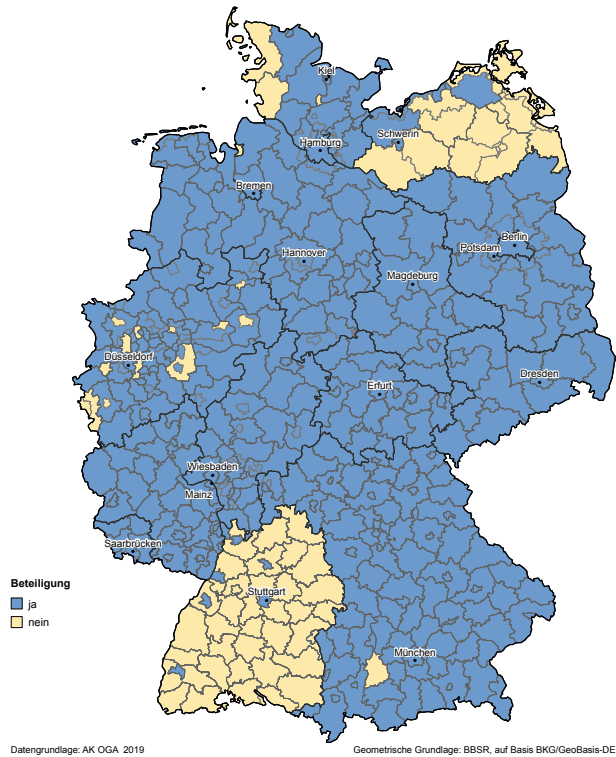 Kiel
Schwerin
Hamburg
Bremen
Berlin
Potsdam
Hannover
Magdeburg
Düsseldorf
Dresden
Erfurt
Wiesbaden
Mainz
Saarbrücken
Beteiligung
ja
nein
Stuttgart
München
Datengrundlage: AK OGA 2019
Geometrische Grundlage: BBSR, auf Basis BKG/GeoBasis-DE